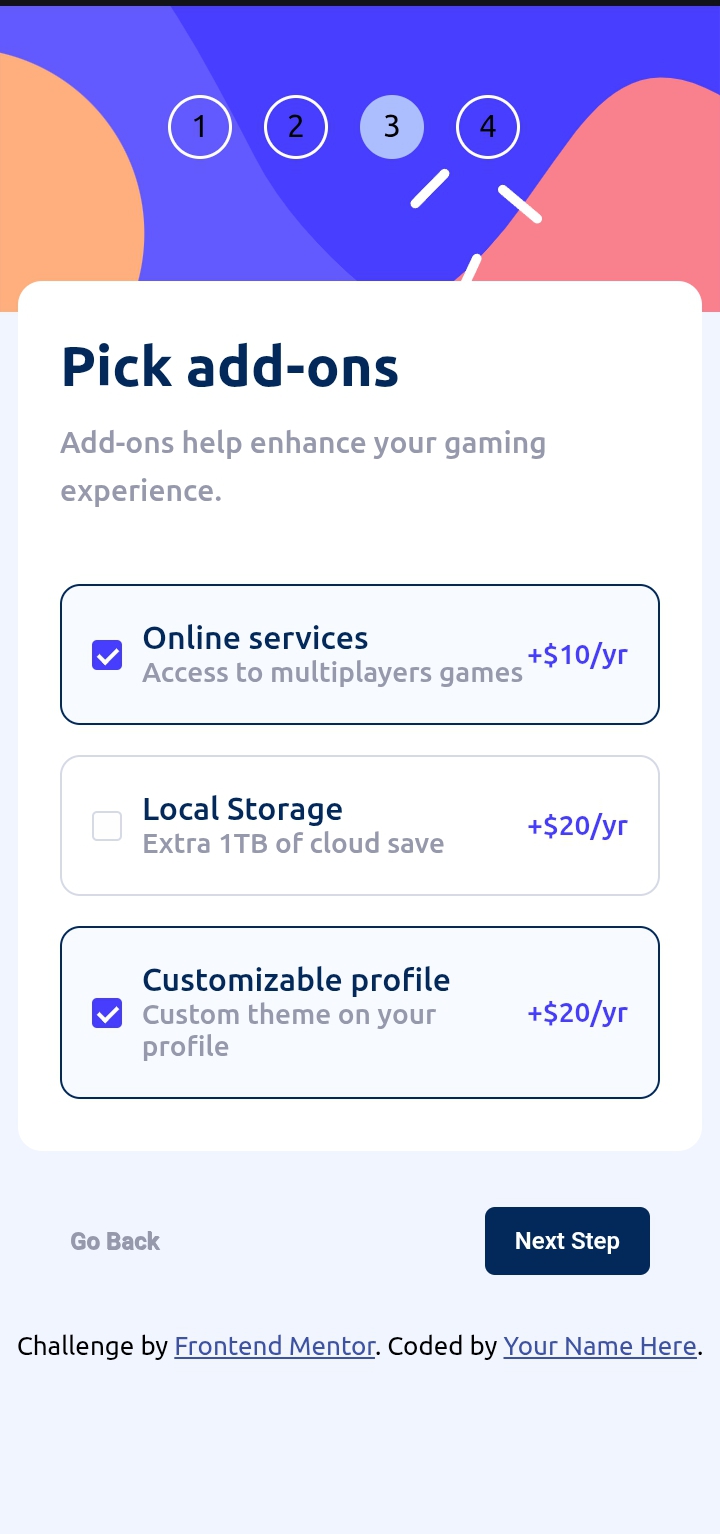 1 2 3 4
Pick add-ons
Add-ons help enhance your gaming
experience.
Online services
Access to multiplayers games
+$10/yr
Local Storage
Extra 1TB of cloud save
+$20/yr
Customizable profile
Custom theme on your
profile
+$20/yr
Go Back
Next Step
Challenge by Frontend Mentor. Coded by Your Name Here.